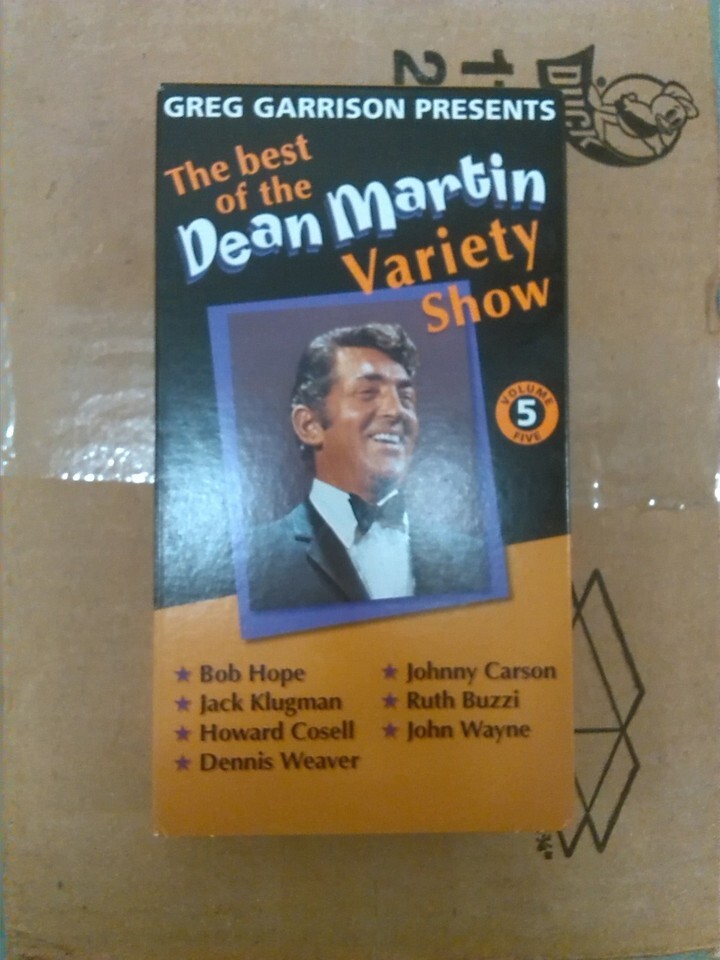 GREG GARRISON PRESENTS
The best
of the
Dean Martin
Variety
Show
VOLUME
5
FIVE
★ Bob Hope
★ Jack Klugman
★ Howard Cosell
★ Dennis Weaver
★ Johnny Carson
★ Ruth Buzzi
★ John Wayne
DUCK